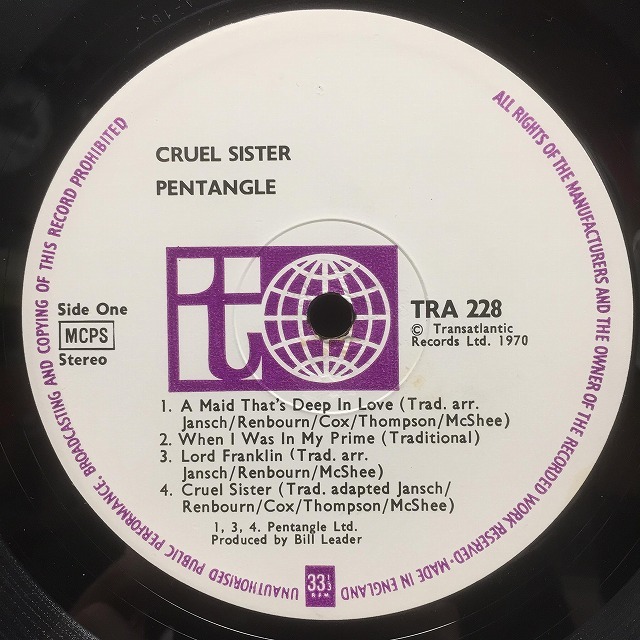 CRUEL SISTER
PENTANGLE
it
Side One
MCPS
Stereo
TRA 228
© Transatlantic
Records Ltd. 1970
1. A Maid That's Deep In Love (Trad. arr.
Jansch/Renbourn/Cox/Thompson/McShee)
2. When I Was In My Prime (Traditional)
3. Lord Franklin (Trad. arr.
Jansch/Renbourn/McShee)
4. Cruel Sister (Trad. adapted Jansch/
Renbourn/Cox/Thompson/McShee)
1, 3, 4. Pentangle Ltd.
Produced by Bill Leader
33⅓
RPM
ALL RIGHTS OF THE MANUFACTURERS AND THE OWNER OF THE RECORDED WORK RESERVED-MADE IN ENGLAND
UNAUTHORISED PUBLIC PERFORMANCE, BROADCASTING AND COPYING OF THIS RECORD PROHIBITED